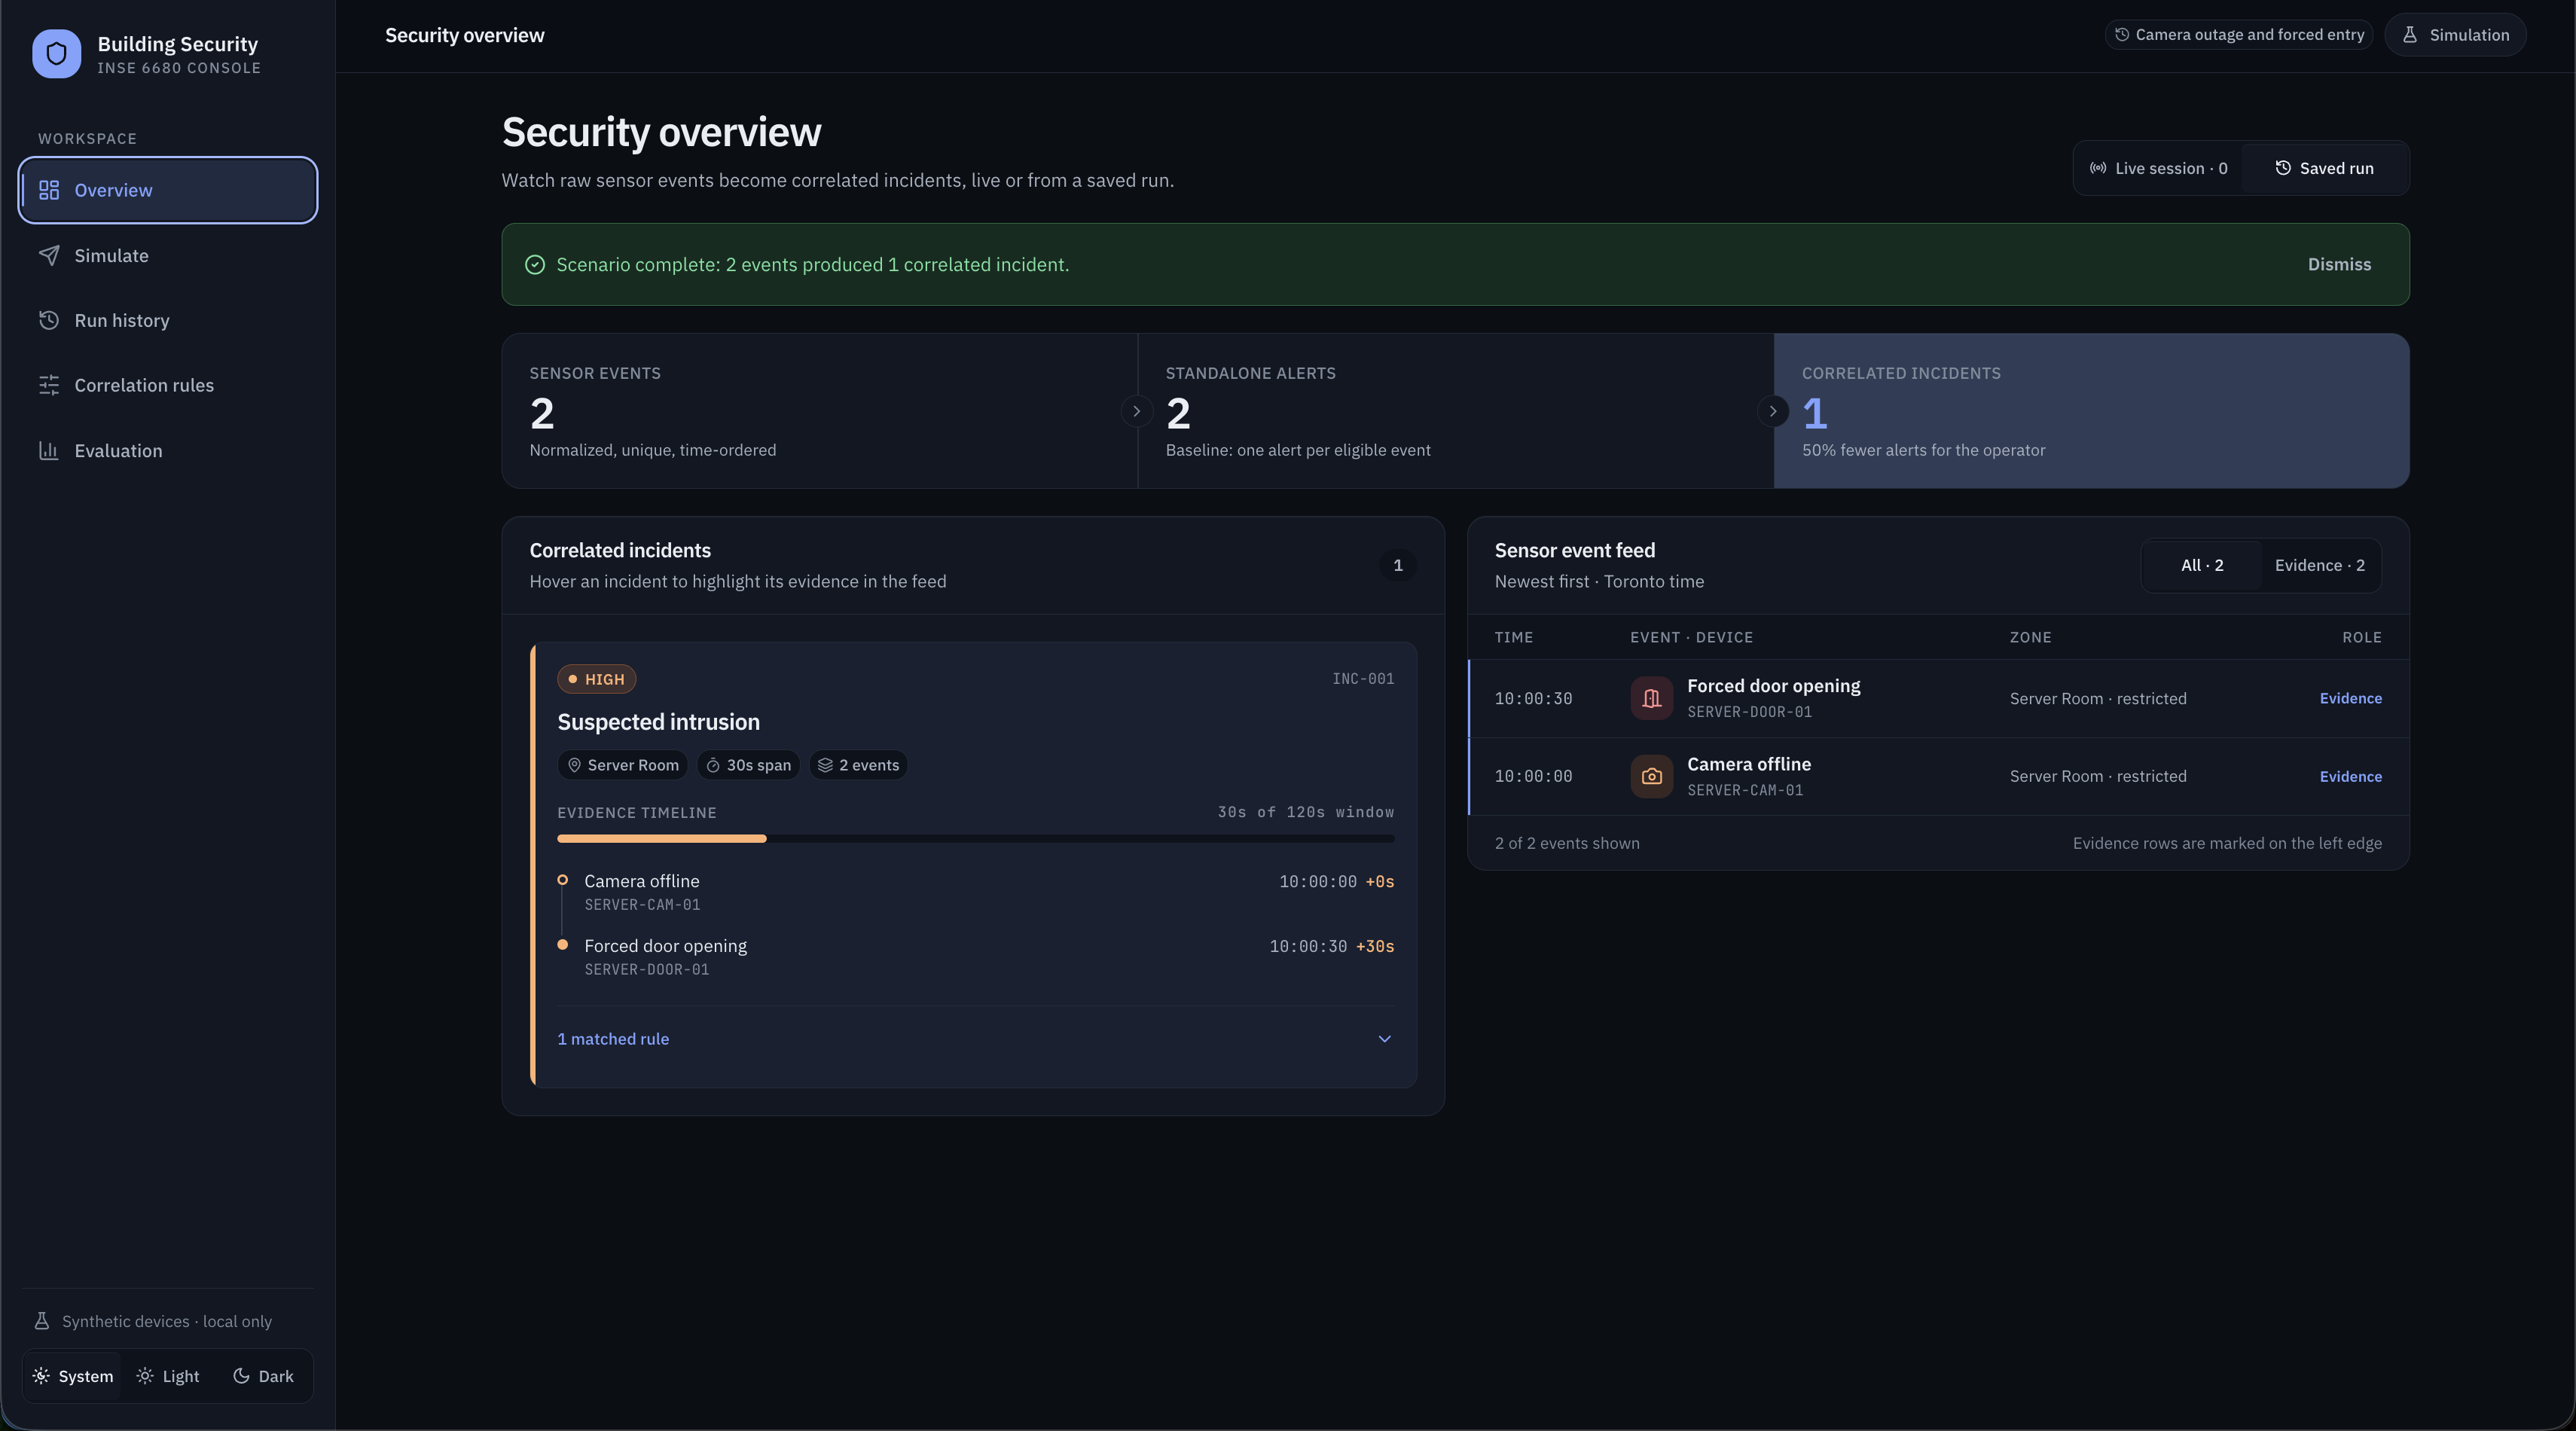 Building Security
INSE 6680 CONSOLE
WORKSPACE
Overview
Simulate
Run history
Correlation rules
Evaluation
Synthetic devices · local only
System
Light
Dark
Security overview
Camera outage and forced entry
Simulation
Security overview
Watch raw sensor events become correlated incidents, live or from a saved run.
Live session · 0
Saved run
Scenario complete: 2 events produced 1 correlated incident.
Dismiss
SENSOR EVENTS
2
Normalized, unique, time-ordered
STANDALONE ALERTS
2
Baseline: one alert per eligible event
CORRELATED INCIDENTS
1
50% fewer alerts for the operator
Correlated incidents
Hover an incident to highlight its evidence in the feed
1
HIGH
INC-001
Suspected intrusion
Server Room
30s span
2 events
EVIDENCE TIMELINE
30s of 120s window
Camera offline
10:00:00 +0s
SERVER-CAM-01
Forced door opening
10:00:30 +30s
SERVER-DOOR-01
1 matched rule
Sensor event feed
Newest first · Toronto time
All · 2
Evidence · 2
TIME
EVENT · DEVICE
ZONE
ROLE
10:00:30
Forced door opening
SERVER-DOOR-01
Server Room · restricted
Evidence
10:00:00
Camera offline
SERVER-CAM-01
Server Room · restricted
Evidence
2 of 2 events shown
Evidence rows are marked on the left edge